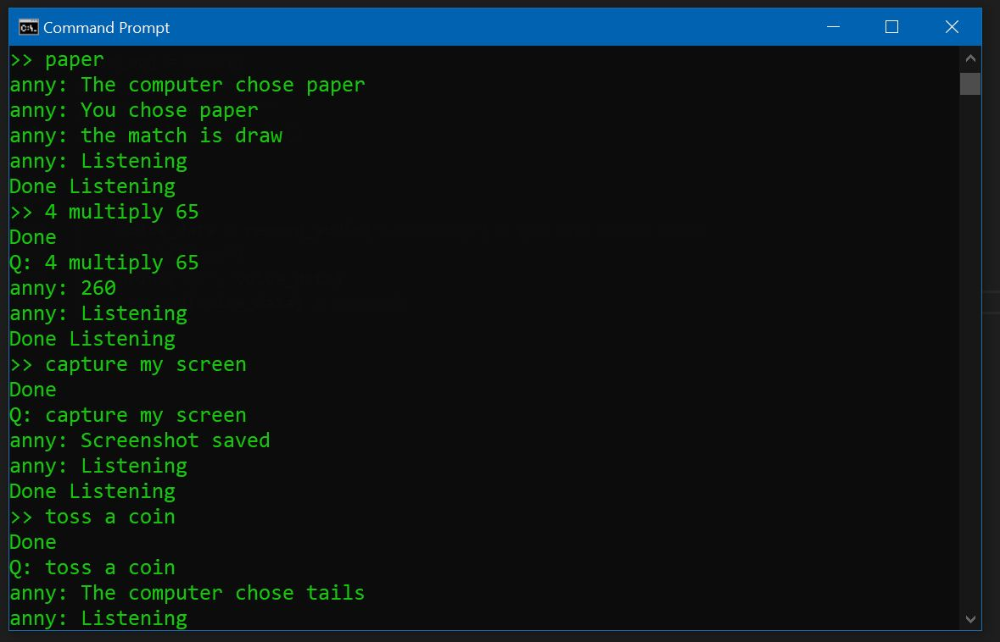 Command Prompt
>> paper
anny: The computer chose paper
anny: You chose paper
anny: the match is draw
anny: Listening
Done Listening
>> 4 multiply 65
Done
Q: 4 multiply 65
anny: 260
anny: Listening
Done Listening
>> capture my screen
Done
Q: capture my screen
anny: Screenshot saved
anny: Listening
Done Listening
>> toss a coin
Done
Q: toss a coin
anny: The computer chose tails
anny: Listening